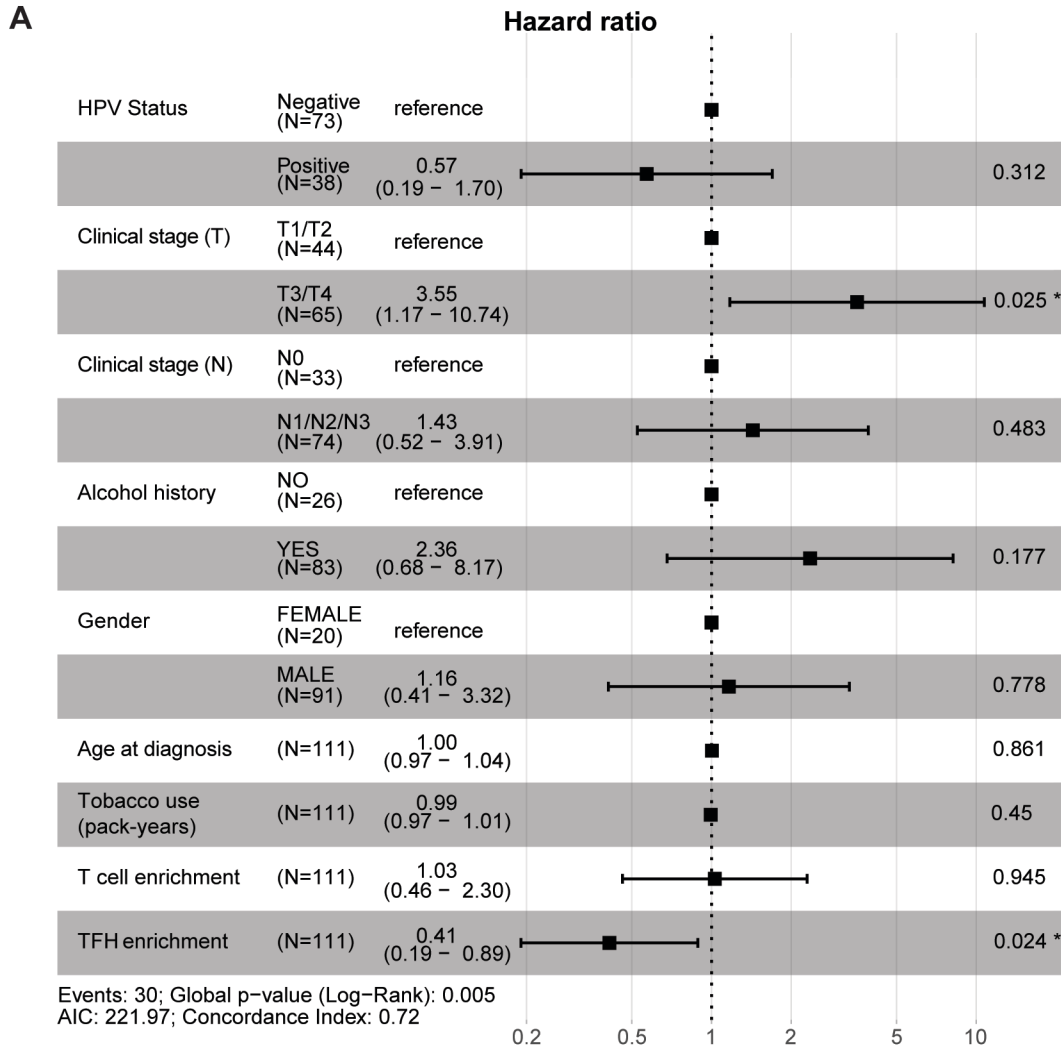 A
Hazard ratio
HPV Status Negative reference
(N=73)
Positive 0.57 0.312
(N=38) (0.19 − 1.70)
Clinical stage (T) T1/T2 reference
(N=44)
T3/T4 3.55 0.025 *
(N=65) (1.17 − 10.74)
Clinical stage (N) N0 reference
(N=33)
N1/N2/N3 1.43 0.483
(N=74) (0.52 − 3.91)
Alcohol history NO reference
(N=26)
YES 2.36 0.177
(N=83) (0.68 − 8.17)
Gender FEMALE reference
(N=20)
MALE 1.16 0.778
(N=91) (0.41 − 3.32)
Age at diagnosis (N=111) 1.00 0.861
(0.97 − 1.04)
Tobacco use (N=111) 0.99 0.45
(pack-years) (0.97 − 1.01)
T cell enrichment (N=111) 1.03 0.945
(0.46 − 2.30)
TFH enrichment (N=111) 0.41 0.024 *
(0.19 − 0.89)
Events: 30; Global p−value (Log−Rank): 0.005
AIC: 221.97; Concordance Index: 0.72
0.2 0.5 1 2 5 10